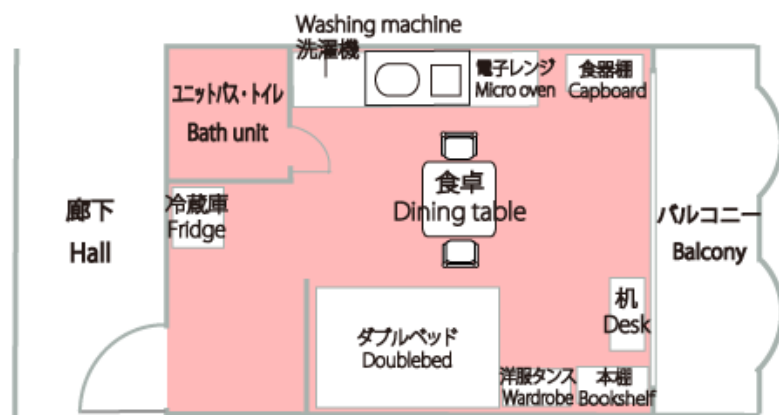 Washing machine
洗濯機
ユニットバス・トイレ
Bath unit
電子レンジ
Micro oven
食器棚
Capboard
冷蔵庫
Fridge
食卓
Dining table
廊下
Hall
バルコニー
Balcony
机
Desk
ダブルベッド
Doublebed
洋服タンス
Wardrobe
本棚
Bookshelf